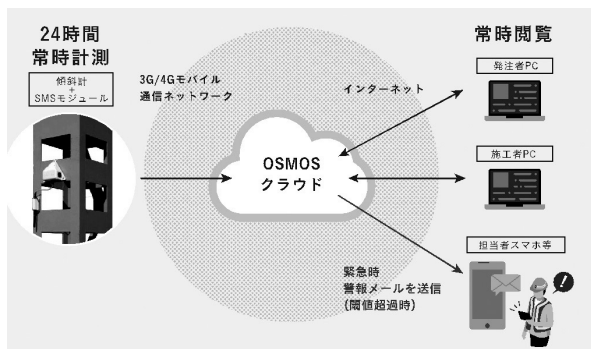 24時間
常時計測
傾斜計
+
SMSモジュール
3G/4Gモバイル
通信ネットワーク
OSMOS
クラウド
インターネット
常時閲覧
発注者PC
施工者PC
担当者スマホ等
緊急時
警報メールを送信
(閾値超過時)
!